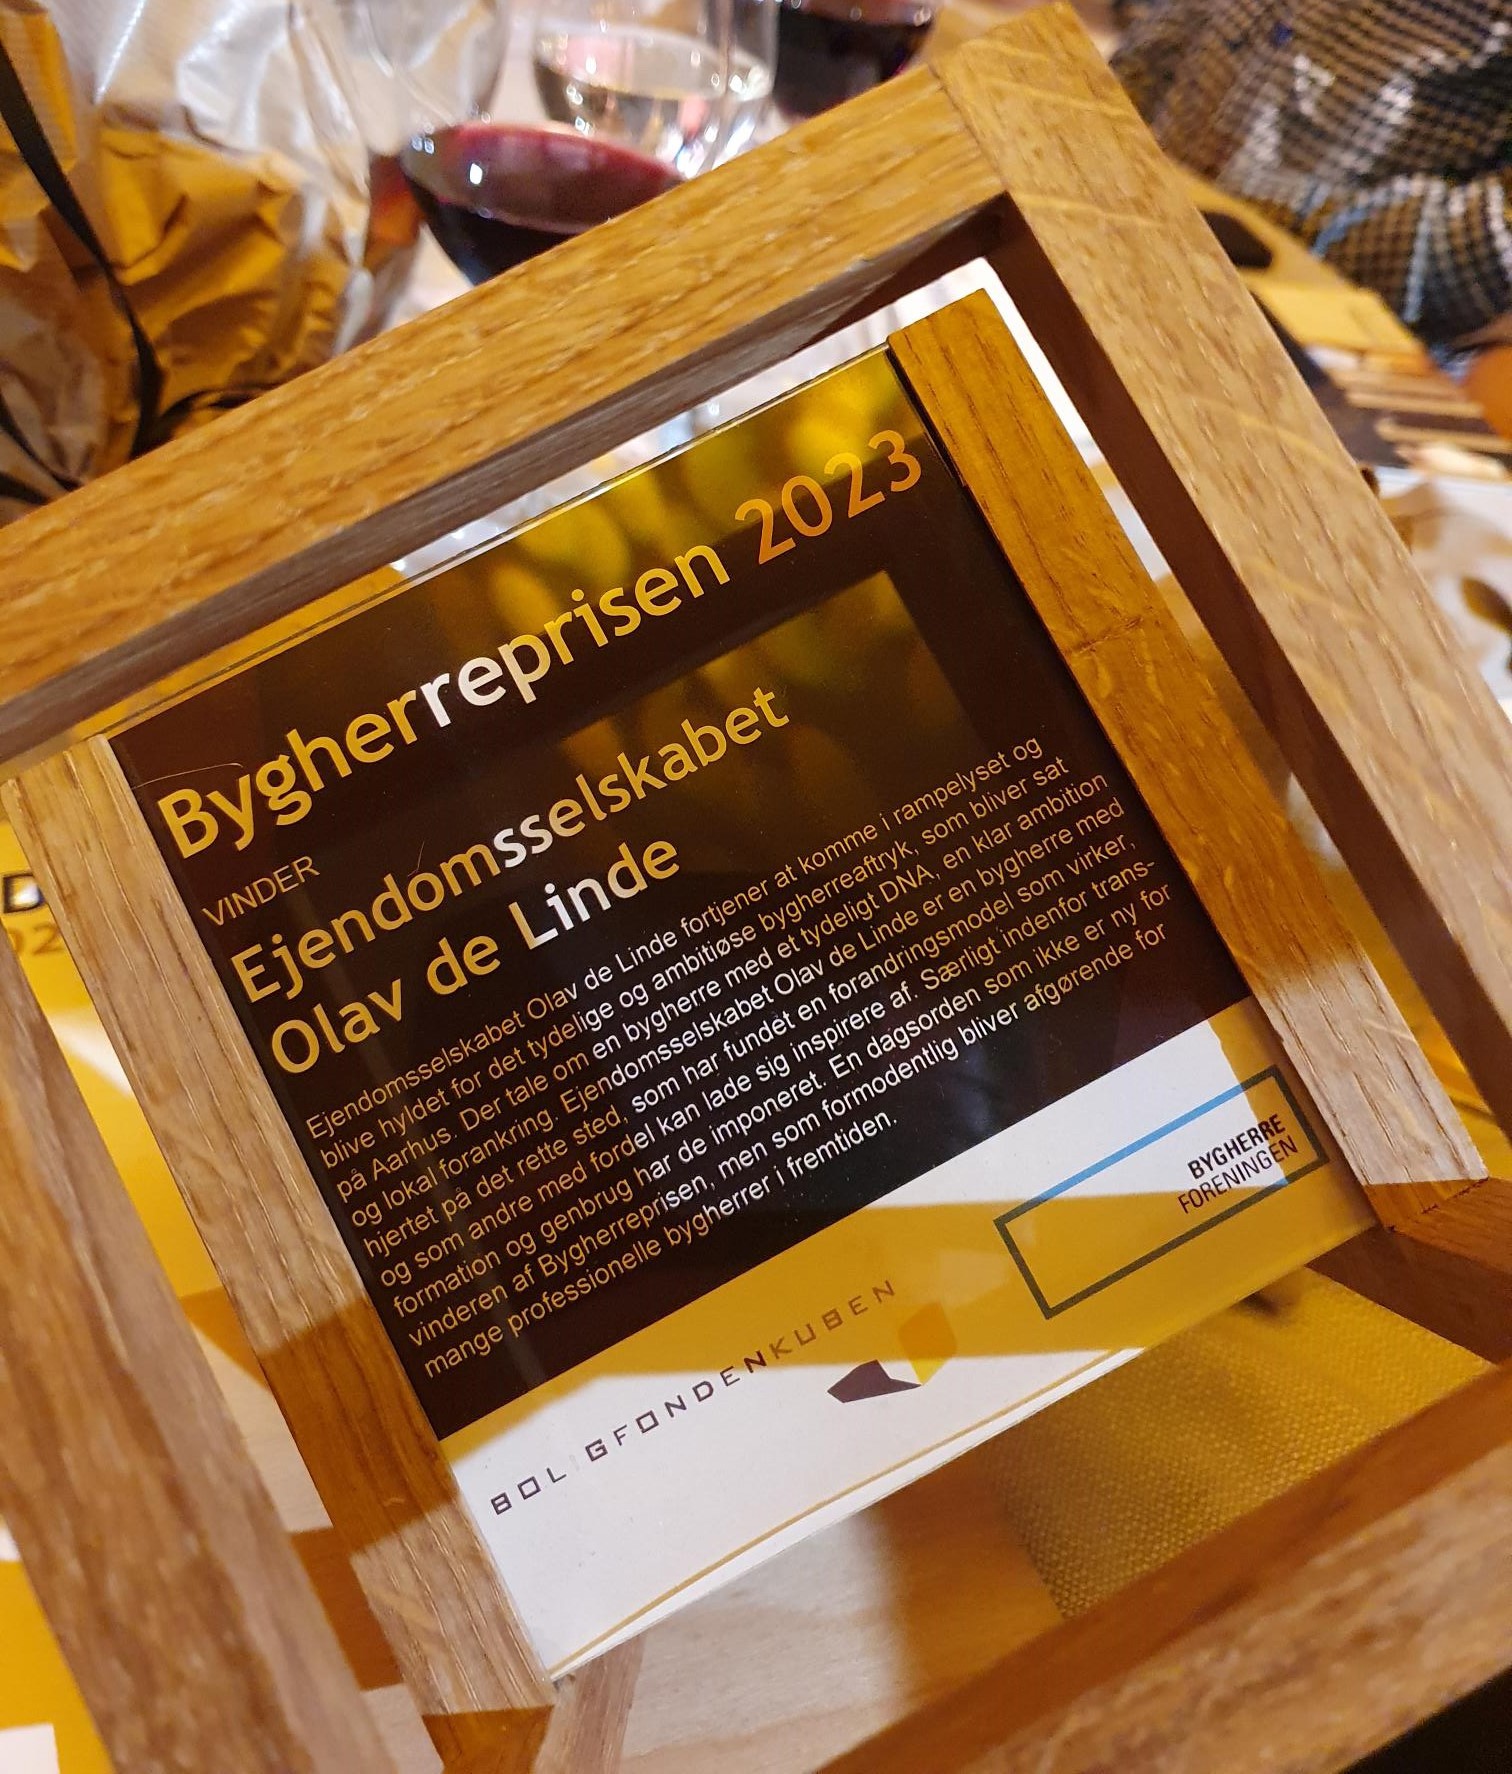 Bygherreprisen 2023
VINDER
Ejendomsselskabet
Olav de Linde
Ejendomsselskabet Olav de Linde fortjener at komme i rampelyset og
blive hyldet for det tydelige og ambitiøse bygherreaftryk, som bliver sat
på Aarhus. Der tale om en bygherre med et tydeligt DNA, en klar ambition
og lokal forankring. Ejendomsselskabet Olav de Linde er en bygherre med
hjertet på det rette sted, som har fundet en forandringsmodel som virker,
og som andre med fordel kan lade sig inspirere af. Særligt indenfor trans-
formation og genbrug har de imponeret. En dagsorden som ikke er ny for
vinderen af Bygherreprisen, men som formodentlig bliver afgørende for
mange professionelle bygherrer i fremtiden.
BOLIGFONDENKUBEN
BYGHERRE
FORENINGEN